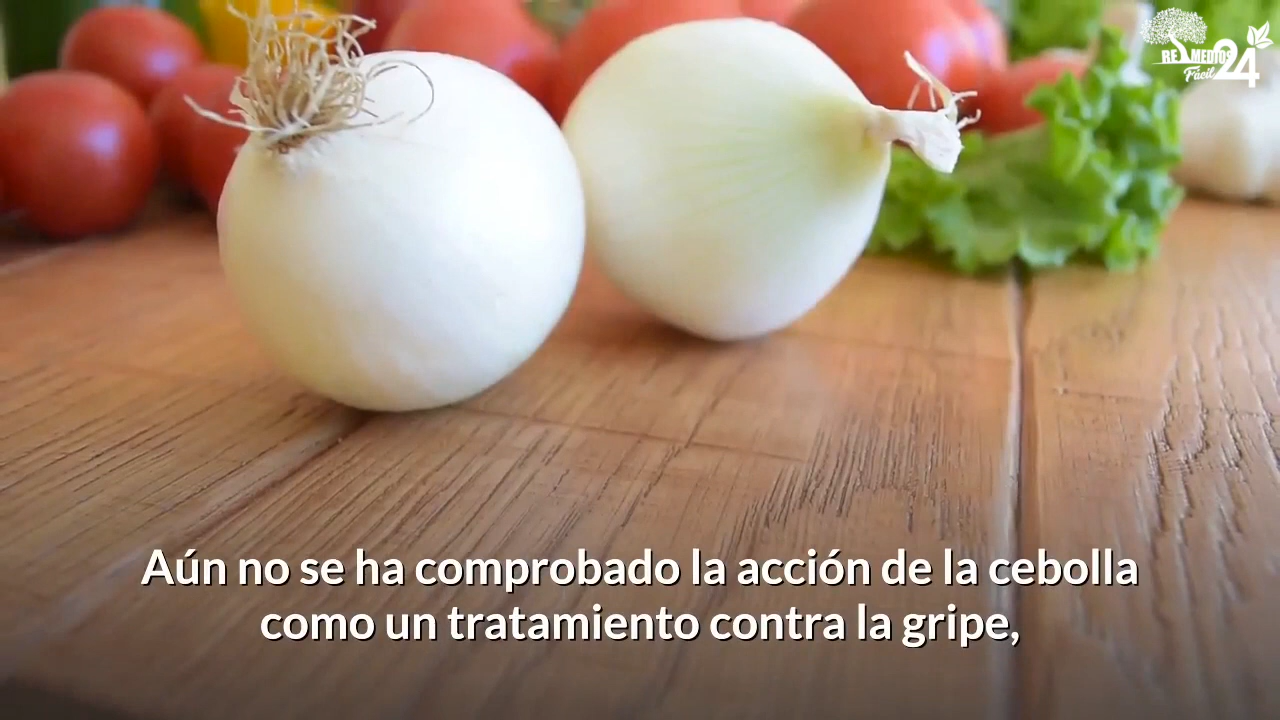 REMEDIOS
Fácil 24
Aún no se ha comprobado la acción de la cebolla
como un tratamiento contra la gripe,